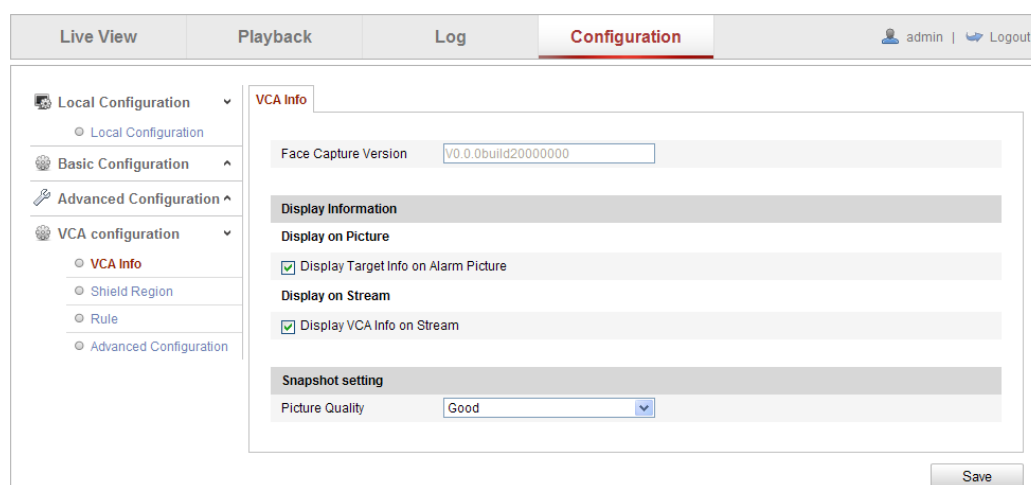 Live View Playback Log Configuration admin | Logout
Local Configuration
Local Configuration
Basic Configuration
Advanced Configuration
VCA configuration
VCA Info
Shield Region
Rule
Advanced Configuration
VCA Info
Face Capture Version V0.0.0build20000000
Display Information
Display on Picture
Display Target Info on Alarm Picture
Display on Stream
Display VCA Info on Stream
Snapshot setting
Picture Quality Good
Save